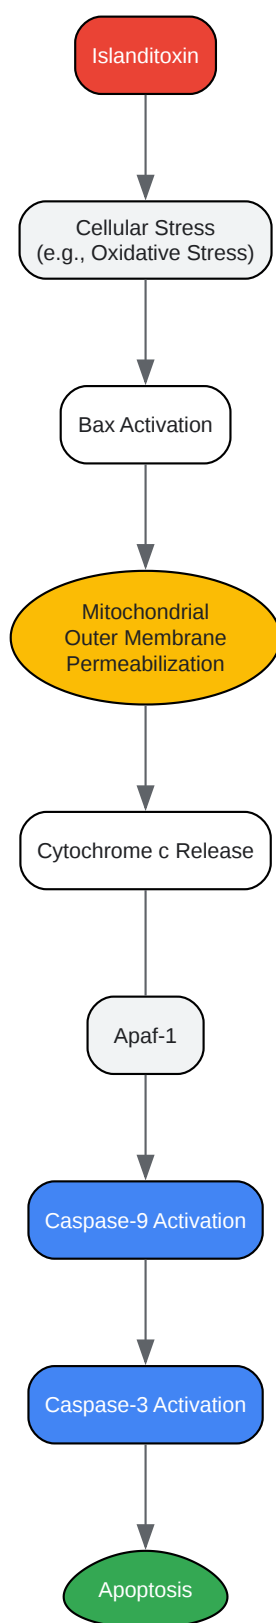 Islanditoxin
Cellular Stress
(e.g., Oxidative Stress)
Bax Activation
Mitochondrial
Outer Membrane
Permeabilization
Cytochrome c Release
Apaf-1
Caspase-9 Activation
Caspase-3 Activation
Apoptosis